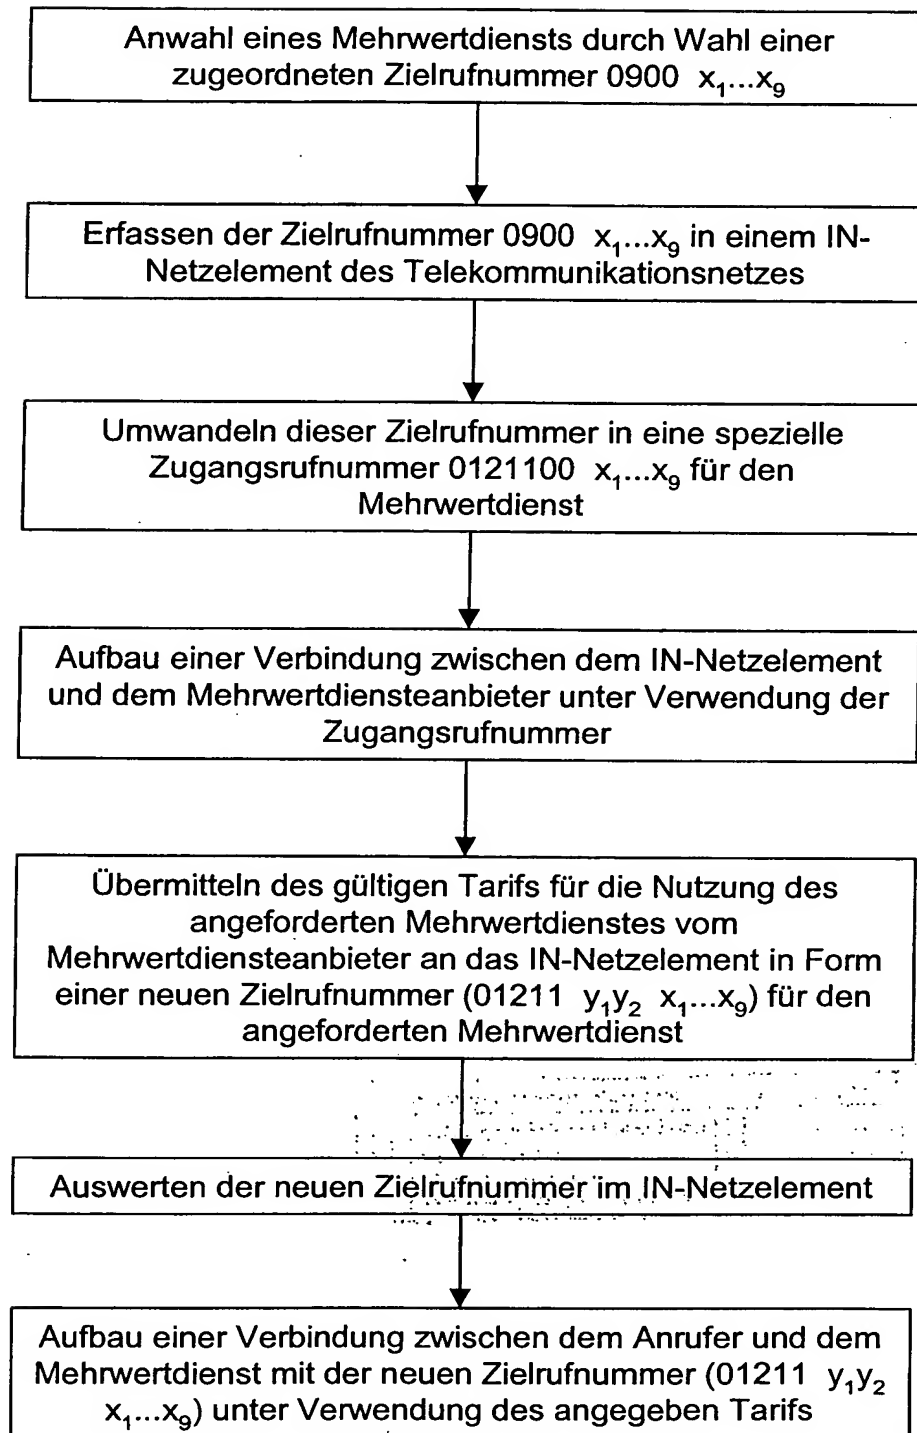 Anwahl eines Mehrwertdiensts durch Wahl einer
zugeordneten Zielrufnummer 0900 x₁...x₉
Erfassen der Zielrufnummer 0900 x₁...x₉ in einem IN-
Netzelement des Telekommunikationsnetzes
Umwandeln dieser Zielrufnummer in eine spezielle
Zugangsrufnummer 0121100 x₁...x₉ für den
Mehrwertdienst
Aufbau einer Verbindung zwischen dem IN-Netzelement
und dem Mehrwertdiensteanbieter unter Verwendung der
Zugangsrufnummer
Übermitteln des gültigen Tarifs für die Nutzung des
angeforderten Mehrwertdienstes vom
Mehrwertdiensteanbieter an das IN-Netzelement in Form
einer neuen Zielrufnummer (01211 y₁y₂ x₁...x₉) für den
angeforderten Mehrwertdienst
Auswerten der neuen Zielrufnummer im IN-Netzelement
Aufbau einer Verbindung zwischen dem Anrufer und dem
Mehrwertdienst mit der neuen Zielrufnummer (01211 y₁y₂
x₁...x₉) unter Verwendung des angegeben Tarifs